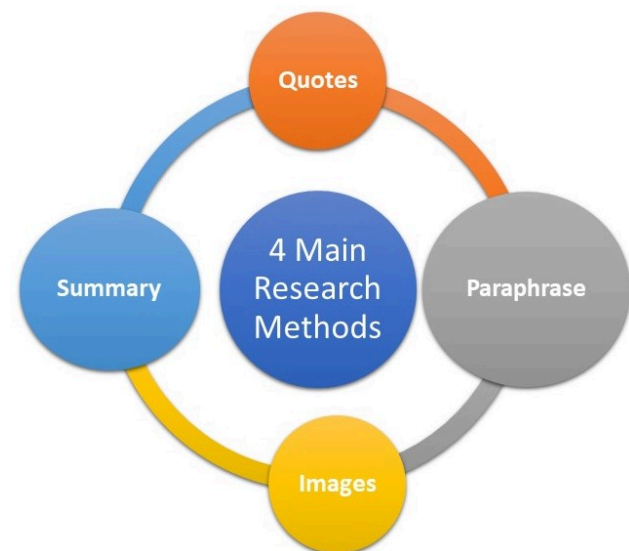 Quotes
Summary
4 Main
Research
Methods
Paraphrase
Images